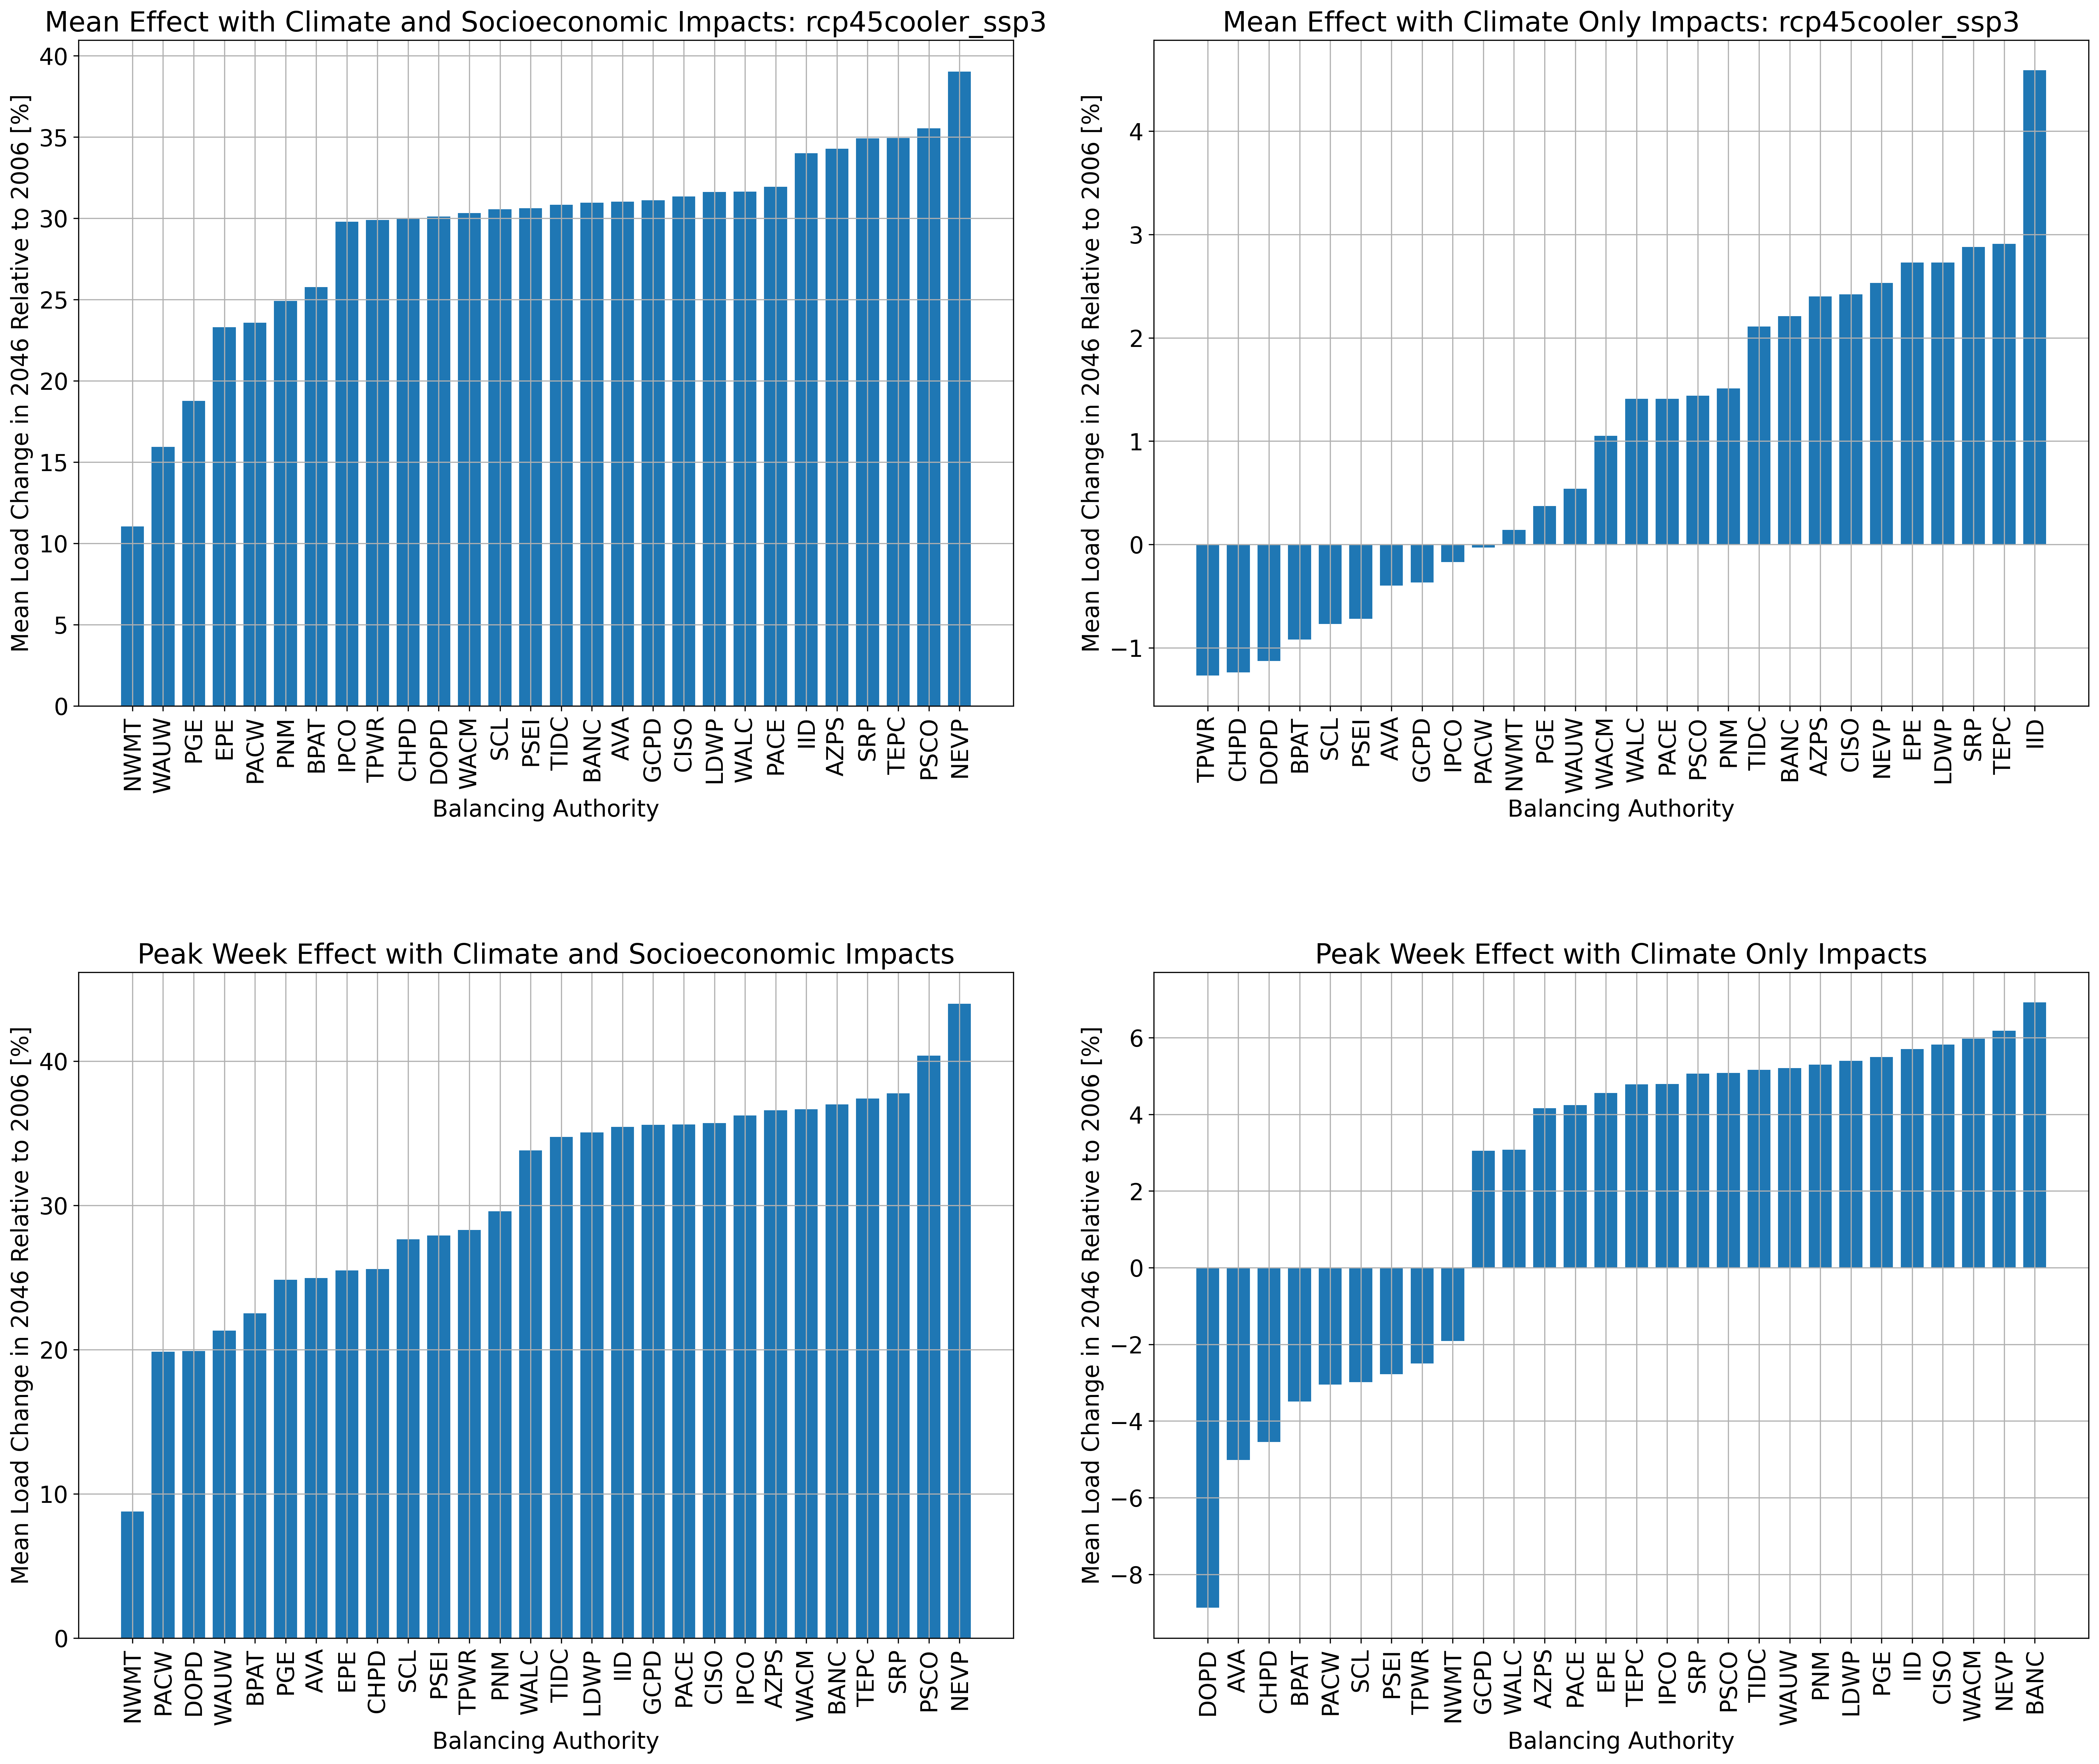 Mean Effect with Climate and Socioeconomic Impacts: rcp45cooler_ssp3
Mean Load Change in 2046 Relative to 2006 [%]
40
35
30
25
20
15
10
5
0
NWMT WAUW PGE EPE PACW PNM BPAT IPCO TPWR CHPD DOPD WACM SCL PSEI TIDC BANC AVA GCPD CISO LDWP WALC PACE IID AZPS SRP TEPC PSCO NEVP
Balancing Authority
Mean Effect with Climate Only Impacts: rcp45cooler_ssp3
Mean Load Change in 2046 Relative to 2006 [%]
4
3
2
1
0
−1
TPWR CHPD DOPD BPAT SCL PSEI AVA GCPD IPCO PACW NWMT PGE WAUW WACM WALC PACE PSCO PNM TIDC BANC AZPS CISO NEVP EPE LDWP SRP TEPC IID
Balancing Authority
Peak Week Effect with Climate and Socioeconomic Impacts
Mean Load Change in 2046 Relative to 2006 [%]
40
30
20
10
0
NWMT PACW DOPD WAUW BPAT PGE AVA EPE CHPD SCL PSEI TPWR PNM WALC TIDC LDWP IID GCPD PACE CISO IPCO AZPS WACM BANC TEPC SRP PSCO NEVP
Balancing Authority
Peak Week Effect with Climate Only Impacts
Mean Load Change in 2046 Relative to 2006 [%]
6
4
2
0
−2
−4
−6
−8
DOPD AVA CHPD BPAT PACW SCL PSEI TPWR NWMT GCPD WALC AZPS PACE EPE TEPC IPCO SRP PSCO TIDC WAUW PNM LDWP PGE IID CISO WACM NEVP BANC
Balancing Authority